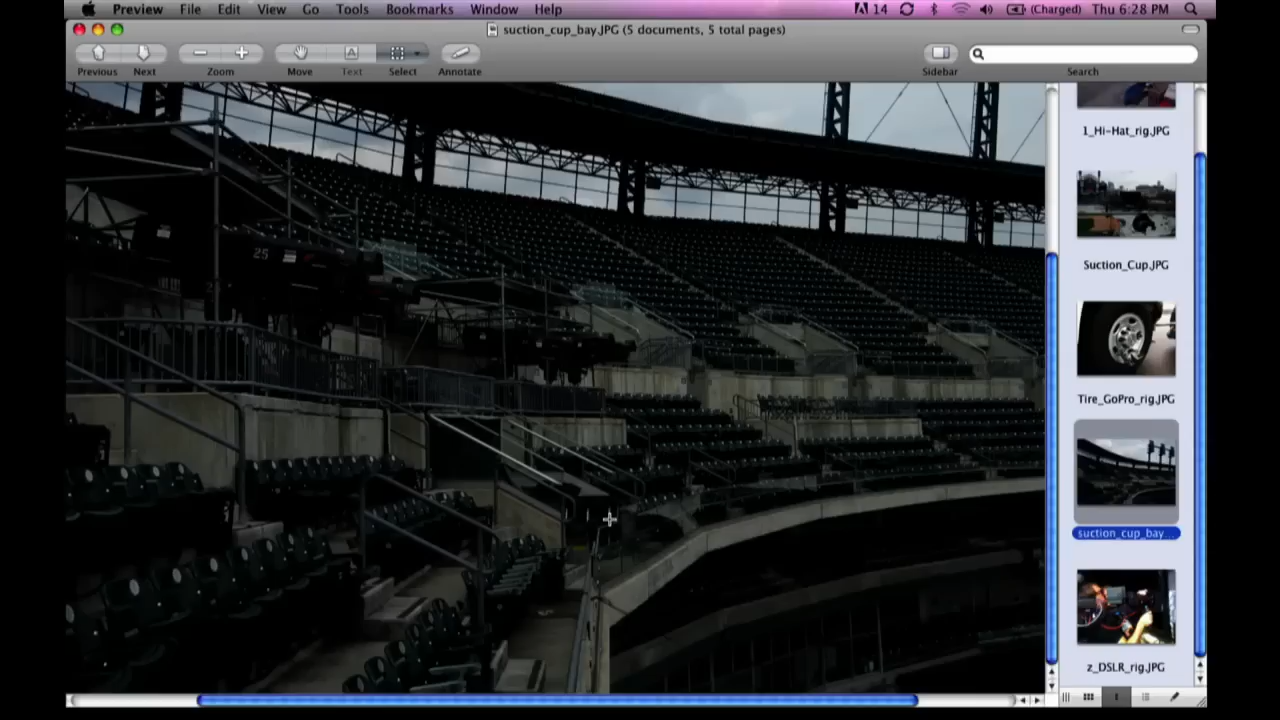 Preview File Edit View Go Tools Bookmarks Window Help 14 (Charged) Thu 6:28 PM
suction_cup_bay.JPG (5 documents, 5 total pages)
Previous Next Zoom Move Text Select Annotate Sidebar Search
1_Hi-Hat_rig.JPG
25
Suction_Cup.JPG
Tire_GoPro_rig.JPG
suction_cup_bay...
z_DSLR_rig.JPG